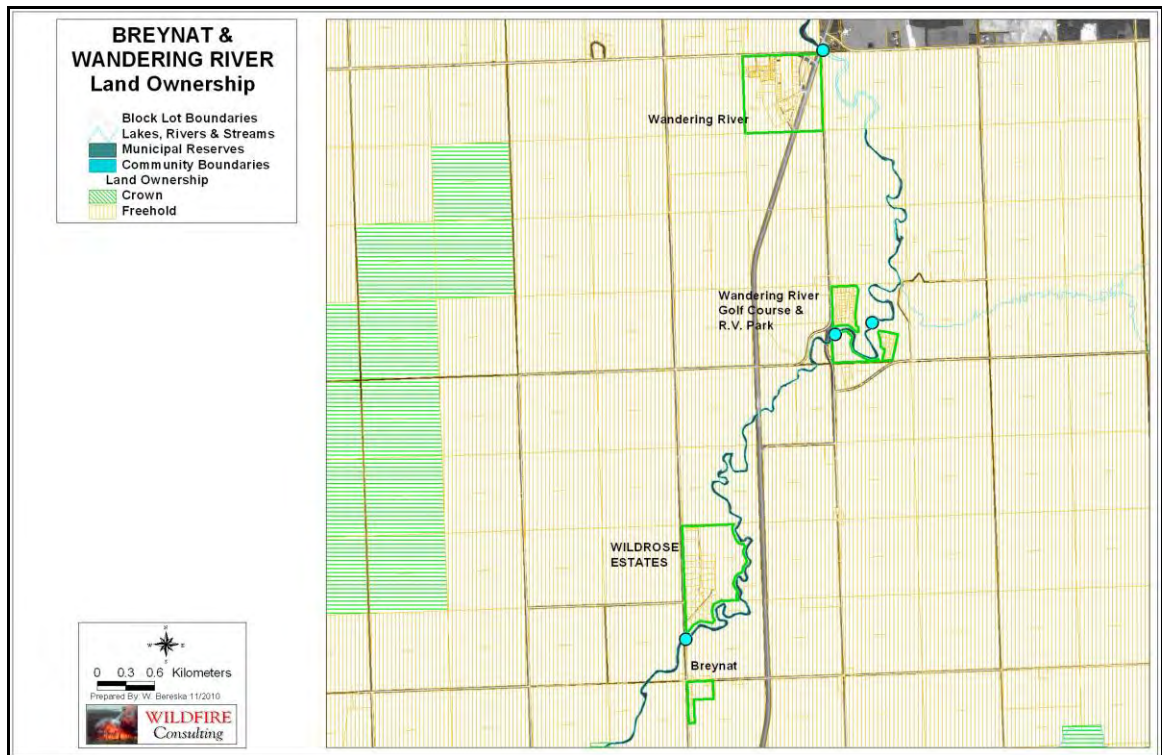 BREYNAT &
WANDERING RIVER
Land Ownership
Block Lot Boundaries
Lakes, Rivers & Streams
Municipal Reserves
Community Boundaries
Land Ownership
Crown
Freehold
Wandering River
Wandering River
Golf Course &
R.V. Park
WILDROSE
ESTATES
Breynat
N
W E
S
0 0.3 0.6 Kilometers
Prepared By: W. Bereska 11/2010
WILDFIRE
Consulting